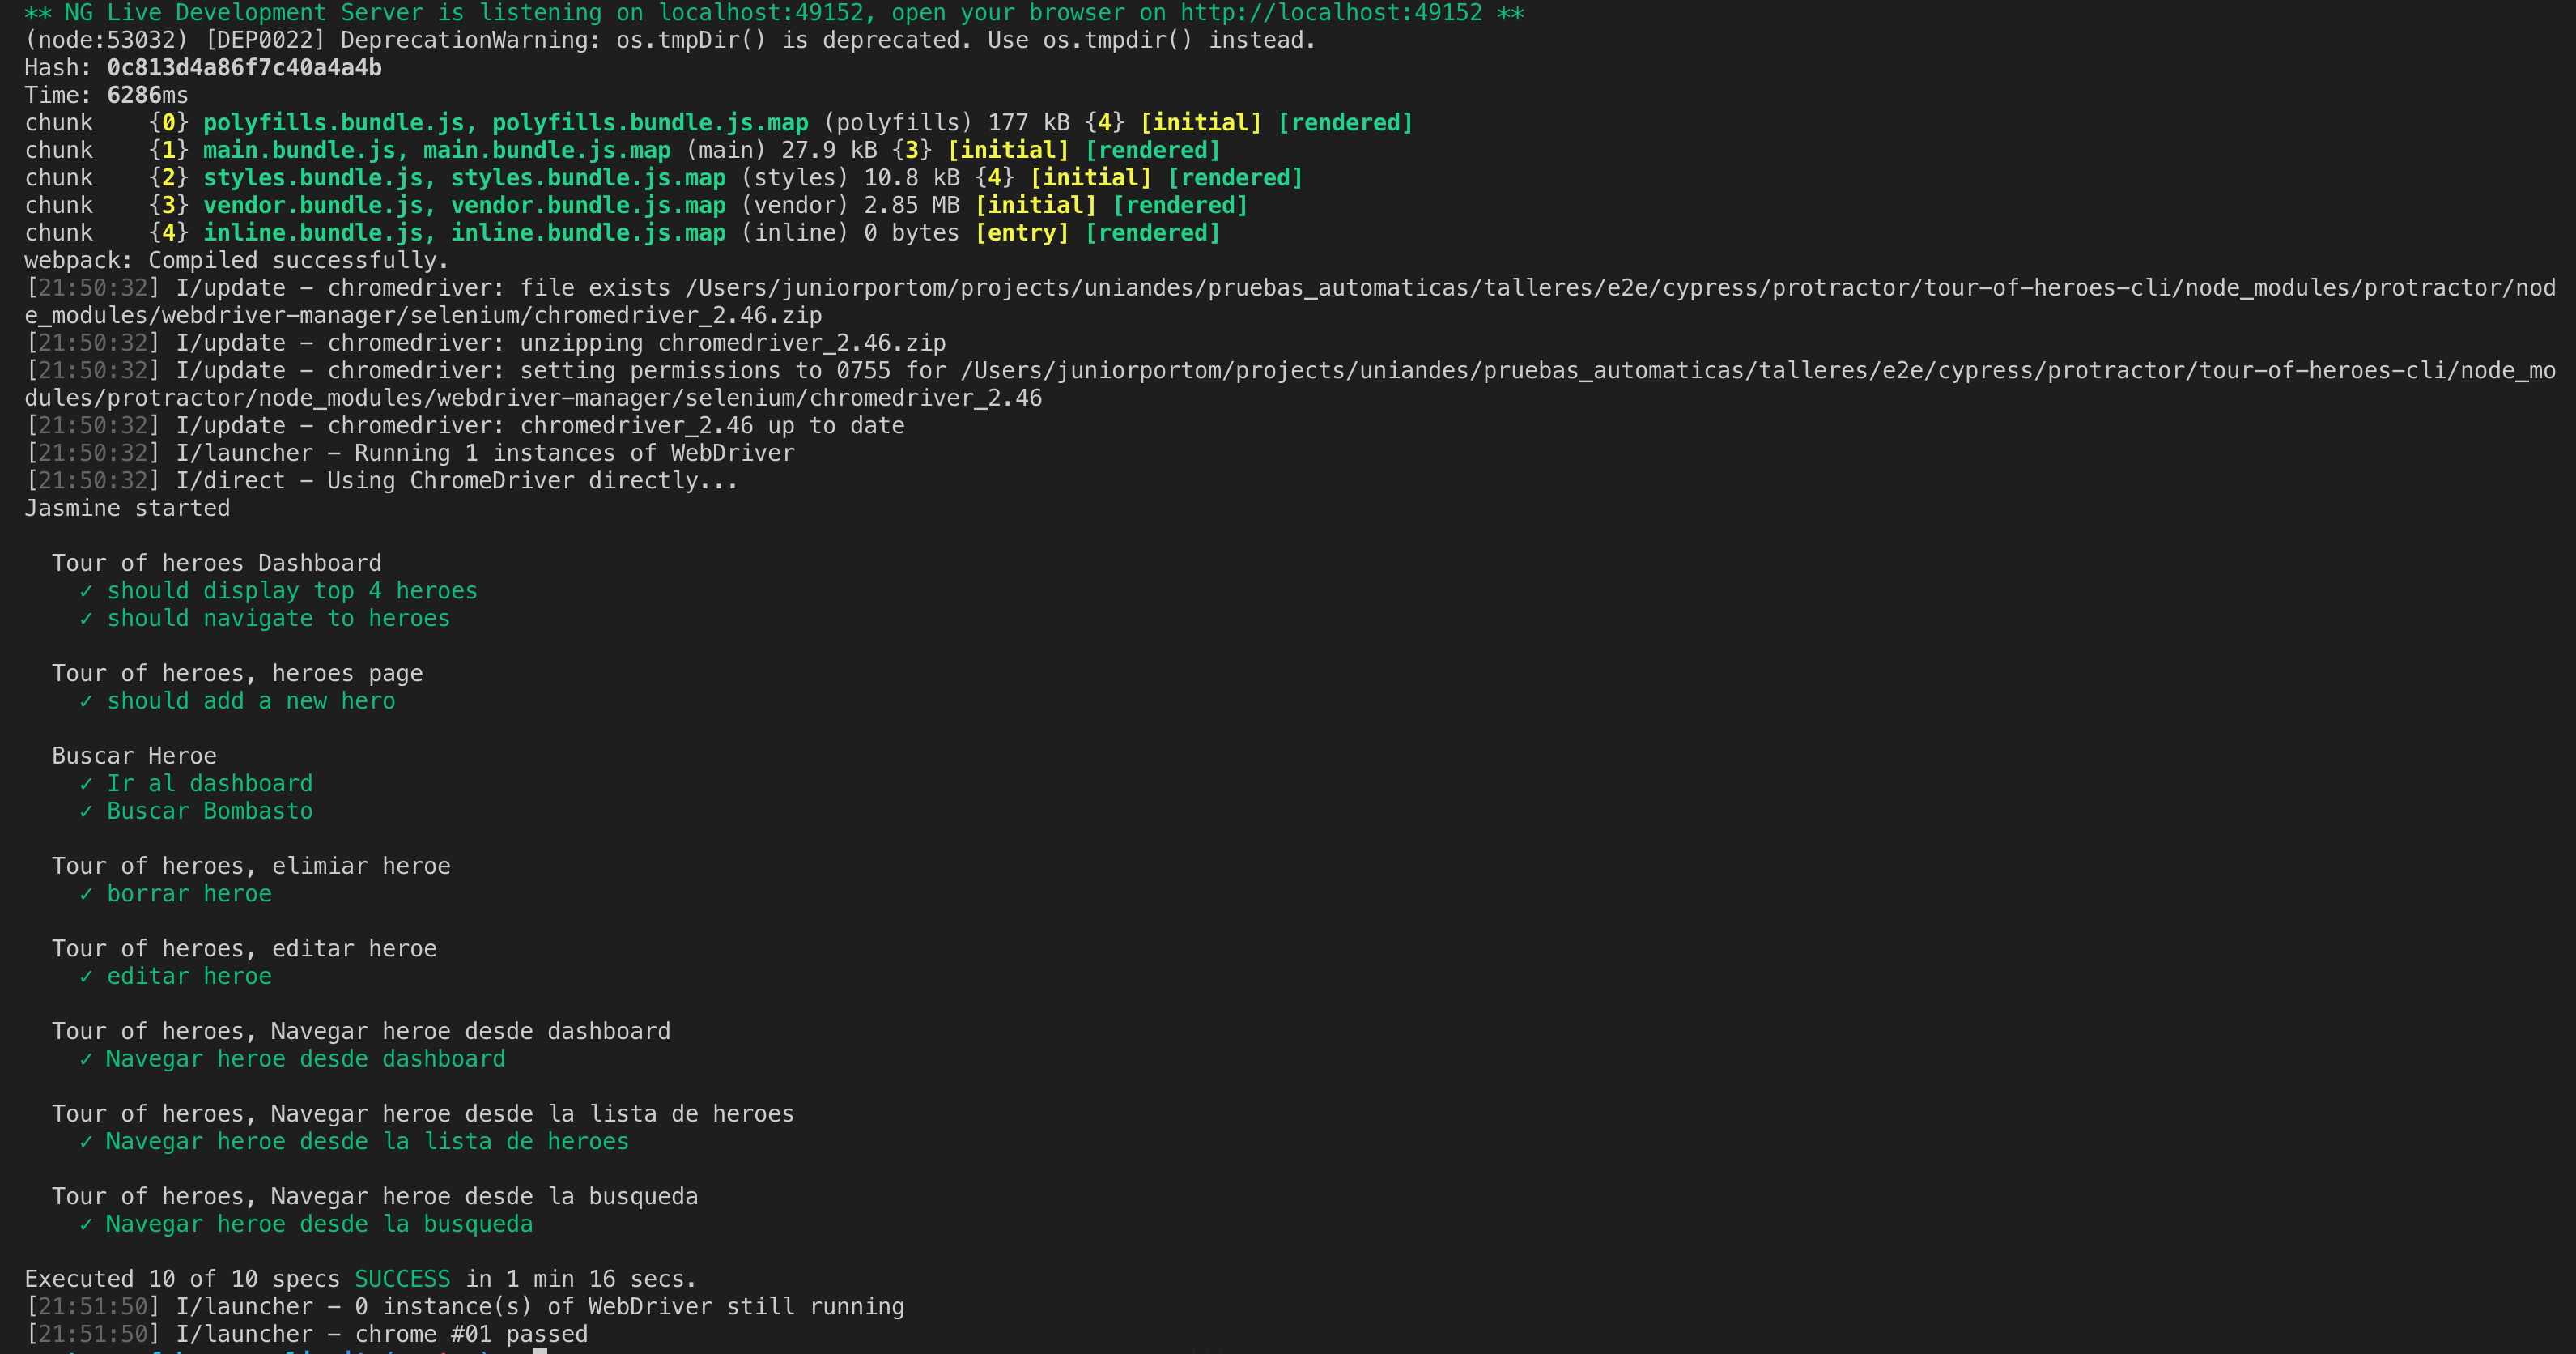 ** NG Live Development Server is listening on localhost:49152, open your browser on http://localhost:49152 **
(node:53032) [DEP0022] DeprecationWarning: os.tmpDir() is deprecated. Use os.tmpdir() instead.
Hash: 0c813d4a86f7c40a4a4b
Time: 6286ms
chunk    {0} polyfills.bundle.js, polyfills.bundle.js.map (polyfills) 177 kB {4} [initial] [rendered]
chunk    {1} main.bundle.js, main.bundle.js.map (main) 27.9 kB {3} [initial] [rendered]
chunk    {2} styles.bundle.js, styles.bundle.js.map (styles) 10.8 kB {4} [initial] [rendered]
chunk    {3} vendor.bundle.js, vendor.bundle.js.map (vendor) 2.85 MB [initial] [rendered]
chunk    {4} inline.bundle.js, inline.bundle.js.map (inline) 0 bytes [entry] [rendered]
webpack: Compiled successfully.
[21:50:32] I/update - chromedriver: file exists /Users/juniorportom/projects/uniandes/pruebas_automaticas/talleres/e2e/cypress/protractor/tour-of-heroes-cli/node_modules/protractor/nod
e_modules/webdriver-manager/selenium/chromedriver_2.46.zip
[21:50:32] I/update - chromedriver: unzipping chromedriver_2.46.zip
[21:50:32] I/update - chromedriver: setting permissions to 0755 for /Users/juniorportom/projects/uniandes/pruebas_automaticas/talleres/e2e/cypress/protractor/tour-of-heroes-cli/node_mo
dules/protractor/node_modules/webdriver-manager/selenium/chromedriver_2.46
[21:50:32] I/update - chromedriver: chromedriver_2.46 up to date
[21:50:32] I/launcher - Running 1 instances of WebDriver
[21:50:32] I/direct - Using ChromeDriver directly...
Jasmine started
Tour of heroes Dashboard
✓ should display top 4 heroes
✓ should navigate to heroes
Tour of heroes, heroes page
✓ should add a new hero
Buscar Heroe
✓ Ir al dashboard
✓ Buscar Bombasto
Tour of heroes, elimiar heroe
✓ borrar heroe
Tour of heroes, editar heroe
✓ editar heroe
Tour of heroes, Navegar heroe desde dashboard
✓ Navegar heroe desde dashboard
Tour of heroes, Navegar heroe desde la lista de heroes
✓ Navegar heroe desde la lista de heroes
Tour of heroes, Navegar heroe desde la busqueda
✓ Navegar heroe desde la busqueda
Executed 10 of 10 specs SUCCESS in 1 min 16 secs.
[21:51:50] I/launcher - 0 instance(s) of WebDriver still running
[21:51:50] I/launcher - chrome #01 passed